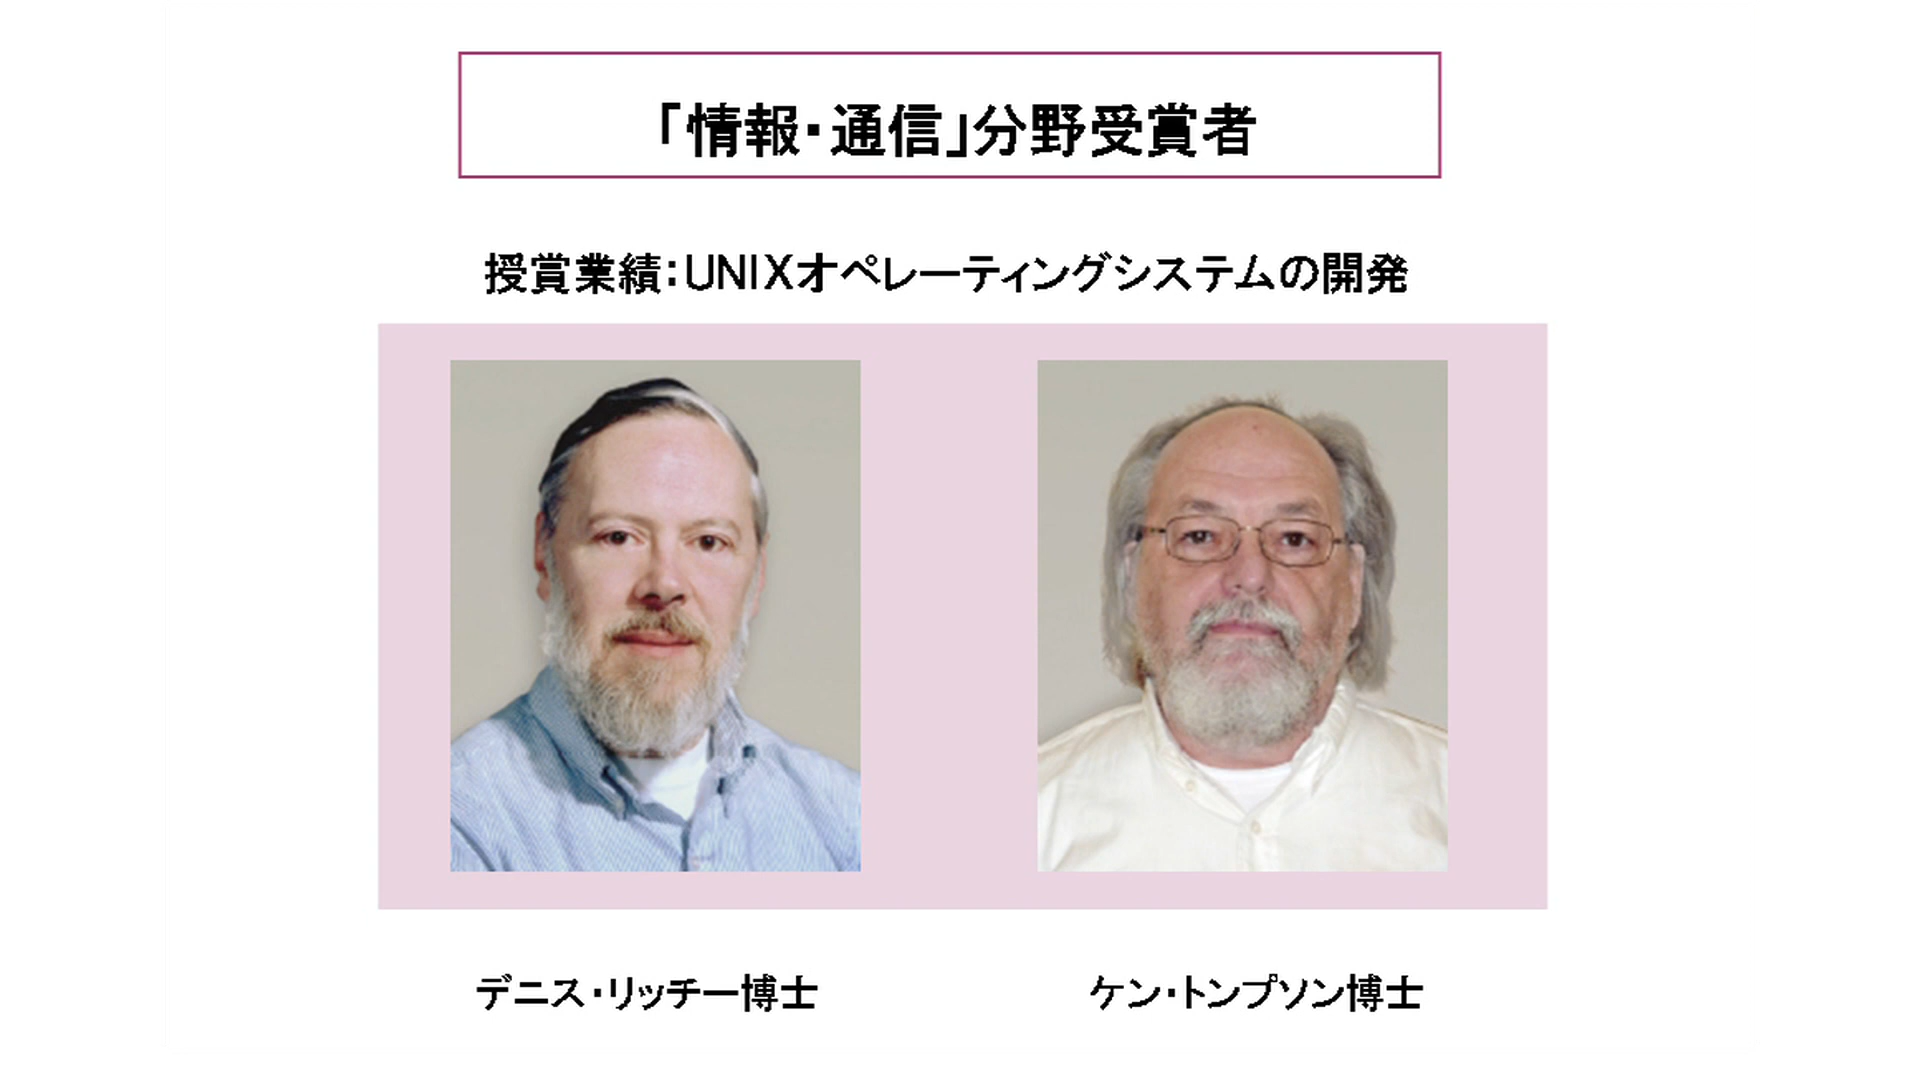 「情報・通信」分野受賞者
授賞業績：UNIXオペレーティングシステムの開発
デニス・リッチー博士
ケン・トンプソン博士